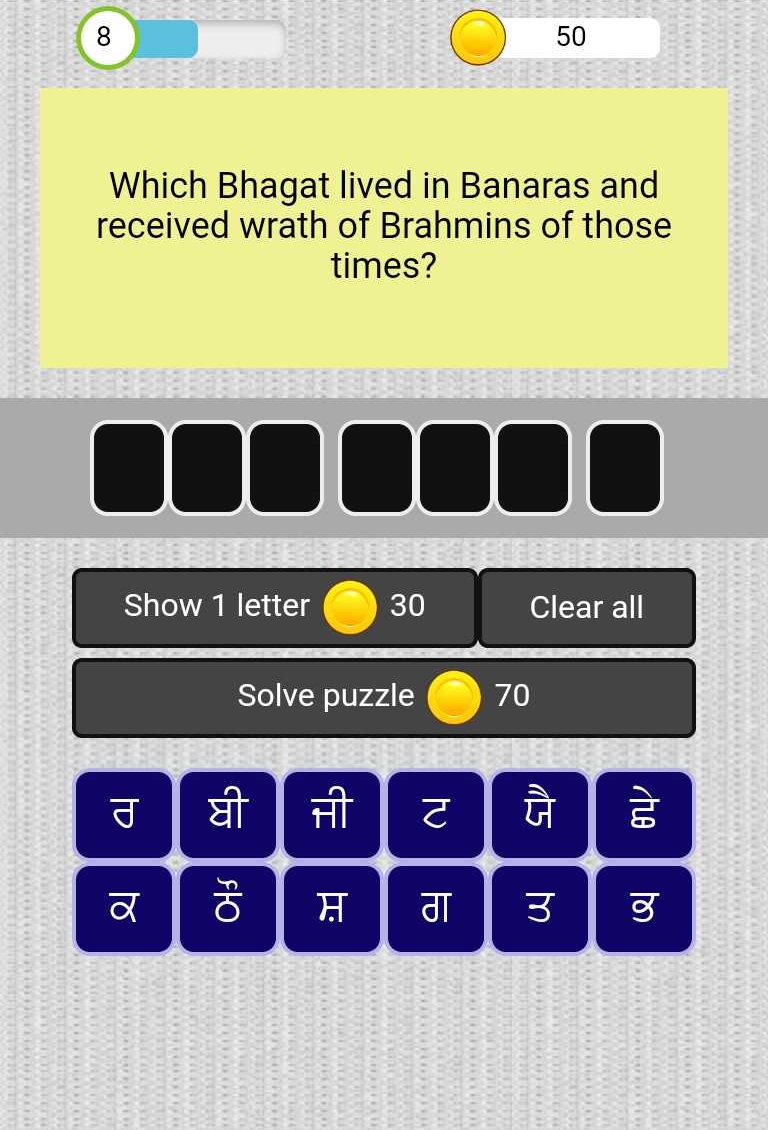 8 50
Which Bhagat lived in Banaras and
received wrath of Brahmins of those
times?
Show 1 letter 30 Clear all
Solve puzzle 70
ਰ ਬੀ ਜੀ ਟ ਯੈ ਛੇ
ਕ ਠੌ ਸ਼ ਗ ਤ ਭ